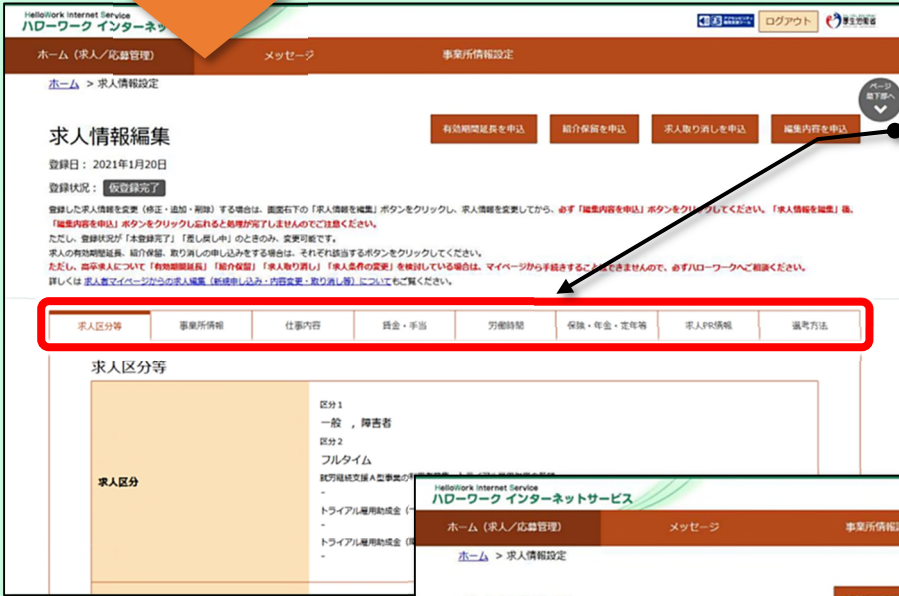 HelloWork Internet Service
ハローワーク インターネッ
ログアウト
厚生労働省
ホーム（求人／応募管理）
メッセージ
事業所情報設定
ホーム > 求人情報設定
ページ
最下部へ
求人情報編集
有効期間延長を申込
紹介保留を申込
求人取り消しを申込
編集内容を申込
登録日： 2021年1月20日
登録状況： 仮登録完了
登録した求人情報を変更（修正・追加・削除）する場合は、画面右下の「求人情報を編集」ボタンをクリックし、求人情報を変更してから、必ず「編集内容を申込」ボタンをクリックしてください。「求人情報を編集」後、
「編集内容を申込」をクリックし忘れると処理が完了しませんのでご注意ください。
ただし、登録状況が「本登録完了」「差し戻し中」のときのみ、変更可能です。
求人の有効期間延長、紹介保留、取り消しの申し込みをする場合は、それぞれ該当するボタンをクリックしてください。
ただし、高卒求人について「有効期間延長」「紹介保留」「求人取り消し」「求人条件の変更」を検討している場合は、マイページから手続きすることはできませんので、必ずハローワークへご相談ください。
詳しくは 求人者マイページからの求人編集（新規申し込み・内容変更・取り消し等）についてもご覧ください。
求人区分等
事業所情報
仕事内容
賃金・手当
労働時間
保険・年金・定年等
求人PR情報
選考方法
求人区分等
求人区分
区分１
一般 ， 障害者
区分２
フルタイム
就労継続支援Ａ型事業の
-
トライアル雇用助成金（
-
トライアル雇用助成金（
-
HelloWork Internet Service
ハローワーク インターネットサービス
ホーム（求人／応募管理）
メッセージ
事業所情報
ホーム > 求人情報設定